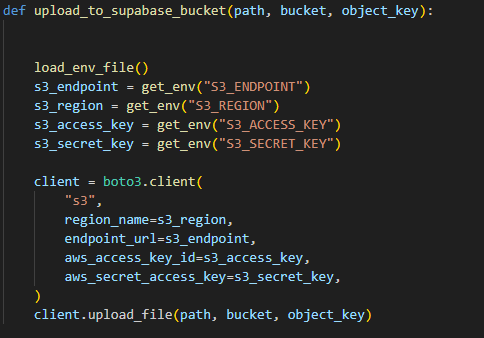 def upload_to_supabase_bucket(path, bucket, object_key):
    load_env_file()
    s3_endpoint = get_env("S3_ENDPOINT")
    s3_region = get_env("S3_REGION")
    s3_access_key = get_env("S3_ACCESS_KEY")
    s3_secret_key = get_env("S3_SECRET_KEY")
    client = boto3.client(
        "s3",
        region_name=s3_region,
        endpoint_url=s3_endpoint,
        aws_access_key_id=s3_access_key,
        aws_secret_access_key=s3_secret_key,
    )
    client.upload_file(path, bucket, object_key)